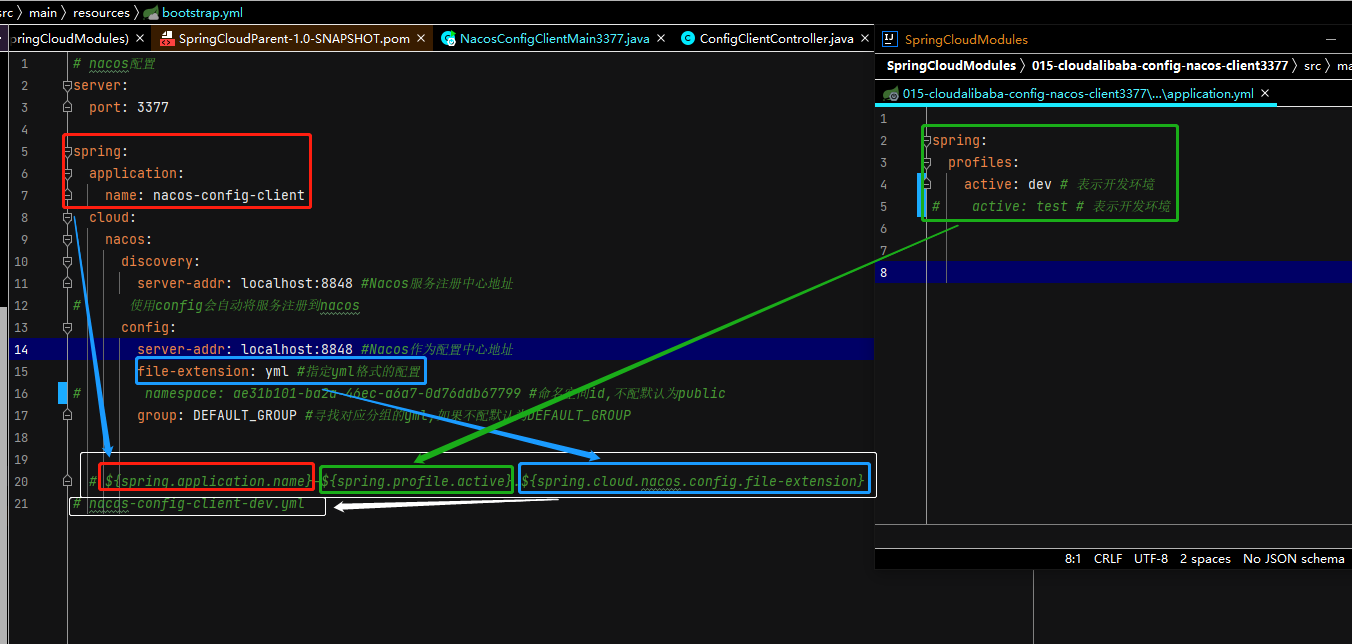 src 〉 main 〉 resources 〉 bootstrap.yml
pringCloudModules) × SpringCloudParent-1.0-SNAPSHOT.pom × NacosConfigClientMain3377.java × ConfigClientController.java ×
1 # nacos配置
2 server:
3 port: 3377
4
5 spring:
6 application:
7 name: nacos-config-client
8 cloud:
9 nacos:
10 discovery:
11 server-addr: localhost:8848 #Nacos服务注册中心地址
12 # 使用config会自动将服务注册到nacos
13 config:
14 server-addr: localhost:8848 #Nacos作为配置中心地址
15 file-extension: yml #指定yml格式的配置
16 # namespace: ae31b101-ba2d-46ec-a6a7-0d76ddb67799 #命名空间id,不配默认为public
17 group: DEFAULT_GROUP #寻找对应分组的yml,如果不配默认为DEFAULT_GROUP
18
19
20 # ${spring.application.name}-${spring.profile.active}.${spring.cloud.nacos.config.file-extension}
21 # nacos-config-client-dev.yml
SpringCloudModules
SpringCloudModules 〉 015-cloudalibaba-config-nacos-client3377 〉 src 〉 ma
015-cloudalibaba-config-nacos-client3377\...\application.yml ×
1
2 spring:
3 profiles:
4 active: dev # 表示开发环境
5 # active: test # 表示开发环境
6
7
8
8:1 CRLF UTF-8 2 spaces No JSON schema